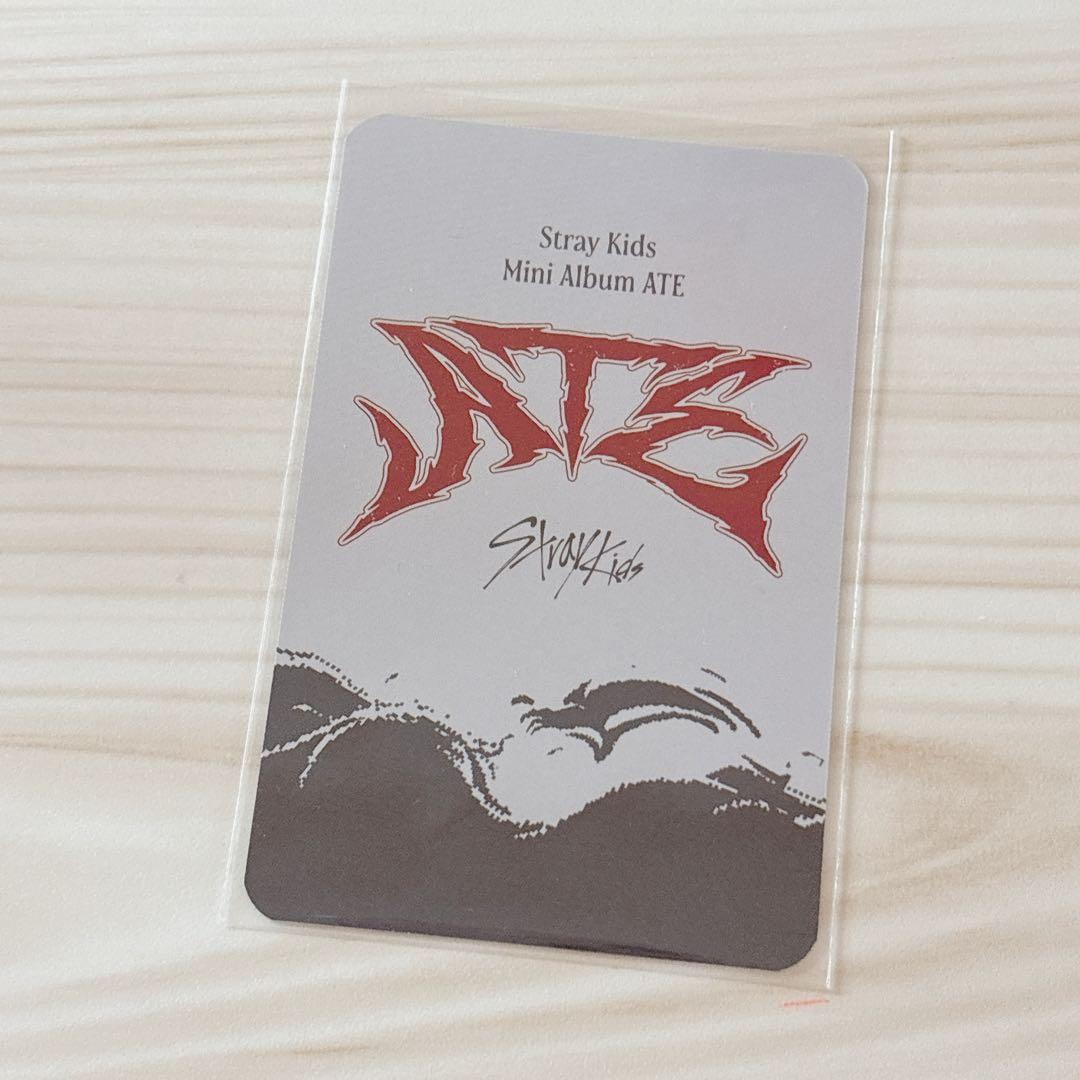 Stray Kids
Mini Album ATE
ATE
Stray Kids